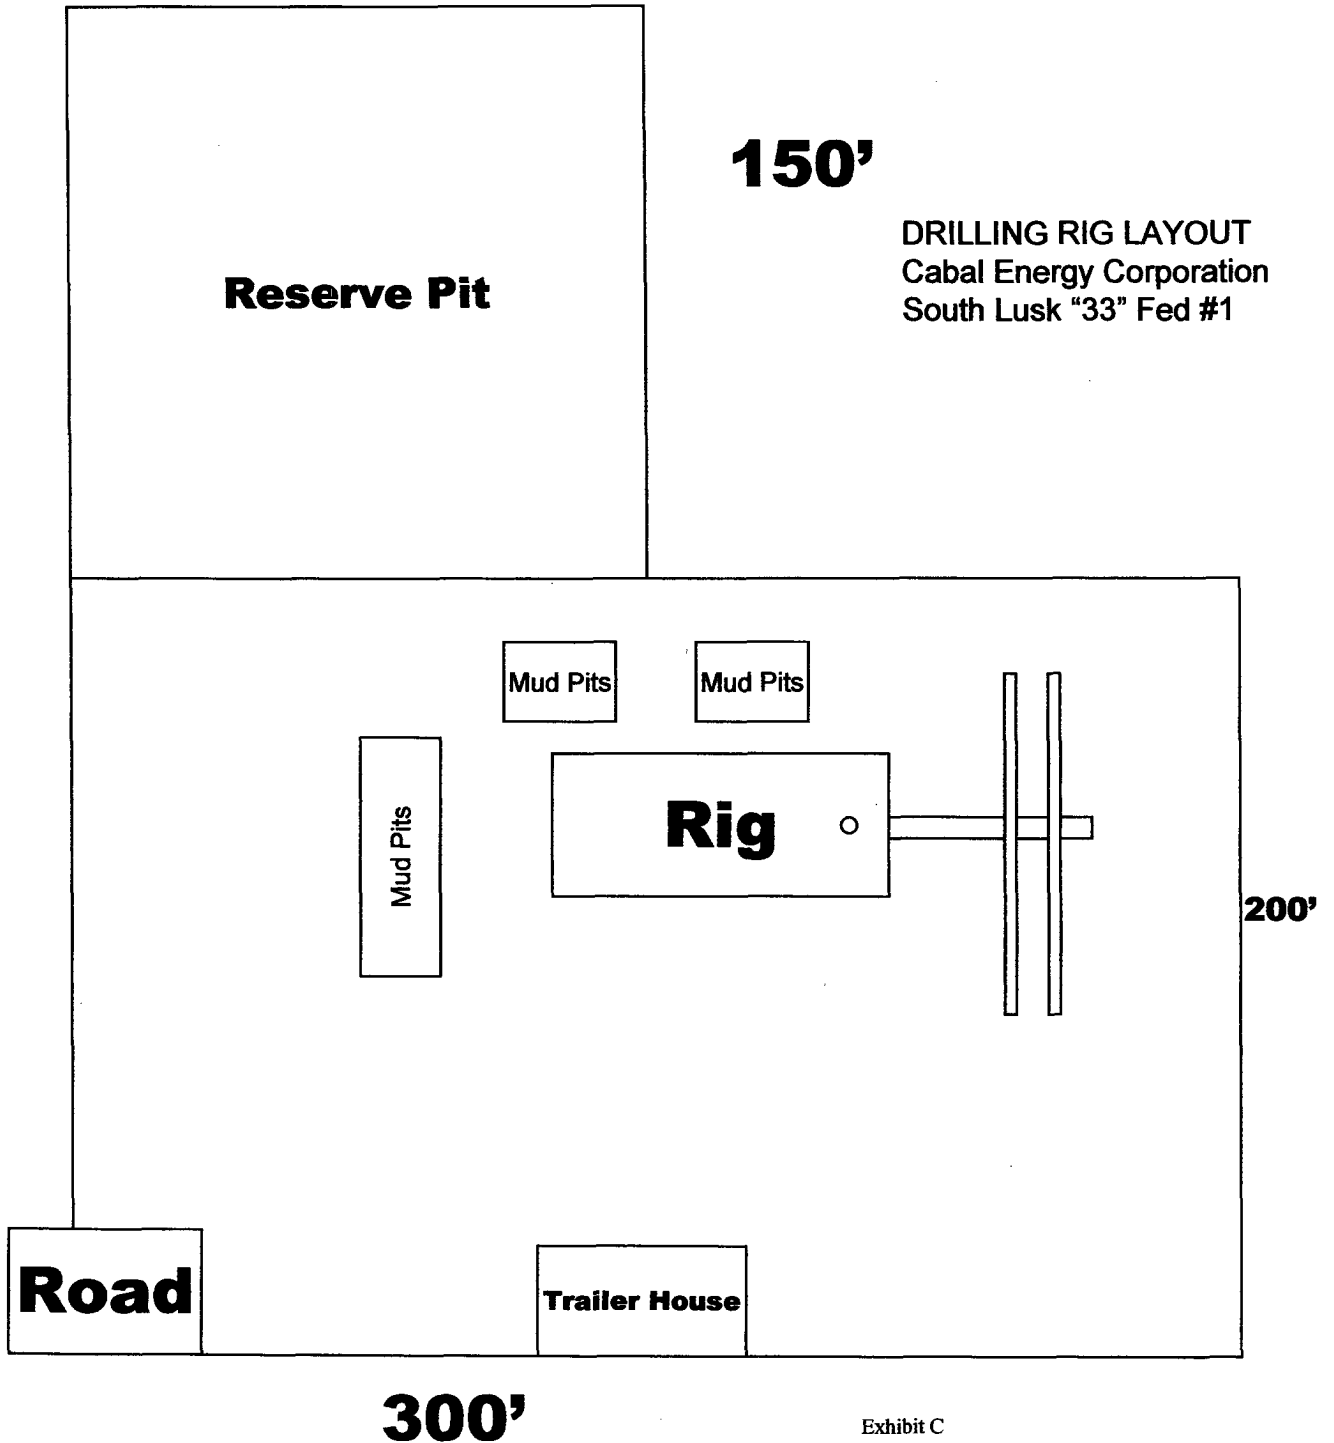 150’
DRILLING RIG LAYOUT
Cabal Energy Corporation
South Lusk “33” Fed #1
Reserve Pit
Mud Pits
Mud Pits
Mud Pits
Rig
200’
Road
Trailer House
300’
Exhibit C